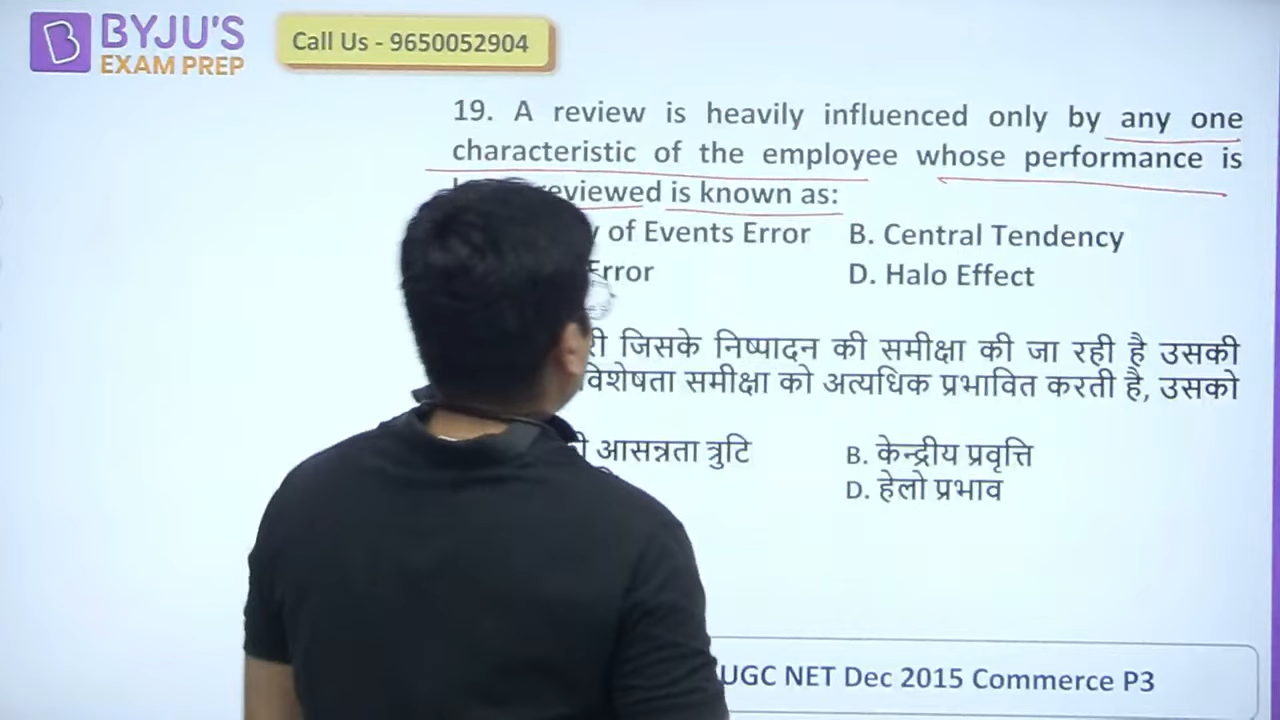 BYJU'S
EXAM PREP
Call Us - 9650052904
19. A review is heavily influenced only by any one
characteristic of the employee whose performance is
reviewed is known as:
of Events Error B. Central Tendency
Error D. Halo Effect
जिसके निष्पादन की समीक्षा की जा रही है उसकी
विशेषता समीक्षा को अत्यधिक प्रभावित करती है, उसको
आसन्नता त्रुटि B. केन्द्रीय प्रवृत्ति
D. हेलो प्रभाव
UGC NET Dec 2015 Commerce P3